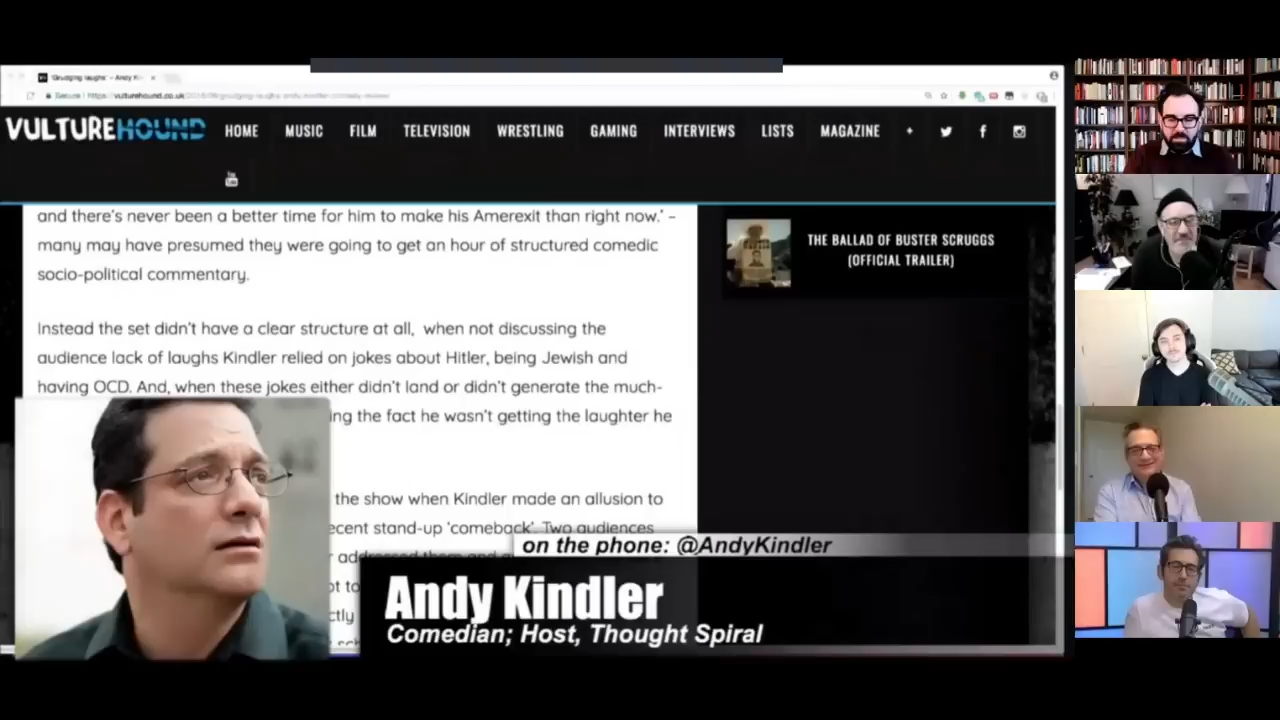 'Grudging laughs' – Andy Ki
Secure
VULTUREHOUND
HOME
MUSIC
FILM
TELEVISION
WRESTLING
GAMING
INTERVIEWS
LISTS
MAGAZINE
+
and there's never been a better time for him to make his Amerexit than right now.' –
many may have presumed they were going to get an hour of structured comedic
socio-political commentary.
Instead the set didn't have a clear structure at all, when not discussing the
audience lack of laughs Kindler relied on jokes about Hitler, being Jewish and
having OCD. And, when these jokes either didn't land or didn't generate the much-
ing the fact he wasn't getting the laughter he
the show when Kindler made an allusion to
ecent stand-up 'comeback'. Two audiences
THE BALLAD OF BUSTER SCRUGGS
(OFFICIAL TRAILER)
on the phone: @AndyKindler
Andy Kindler
Comedian; Host, Thought Spiral